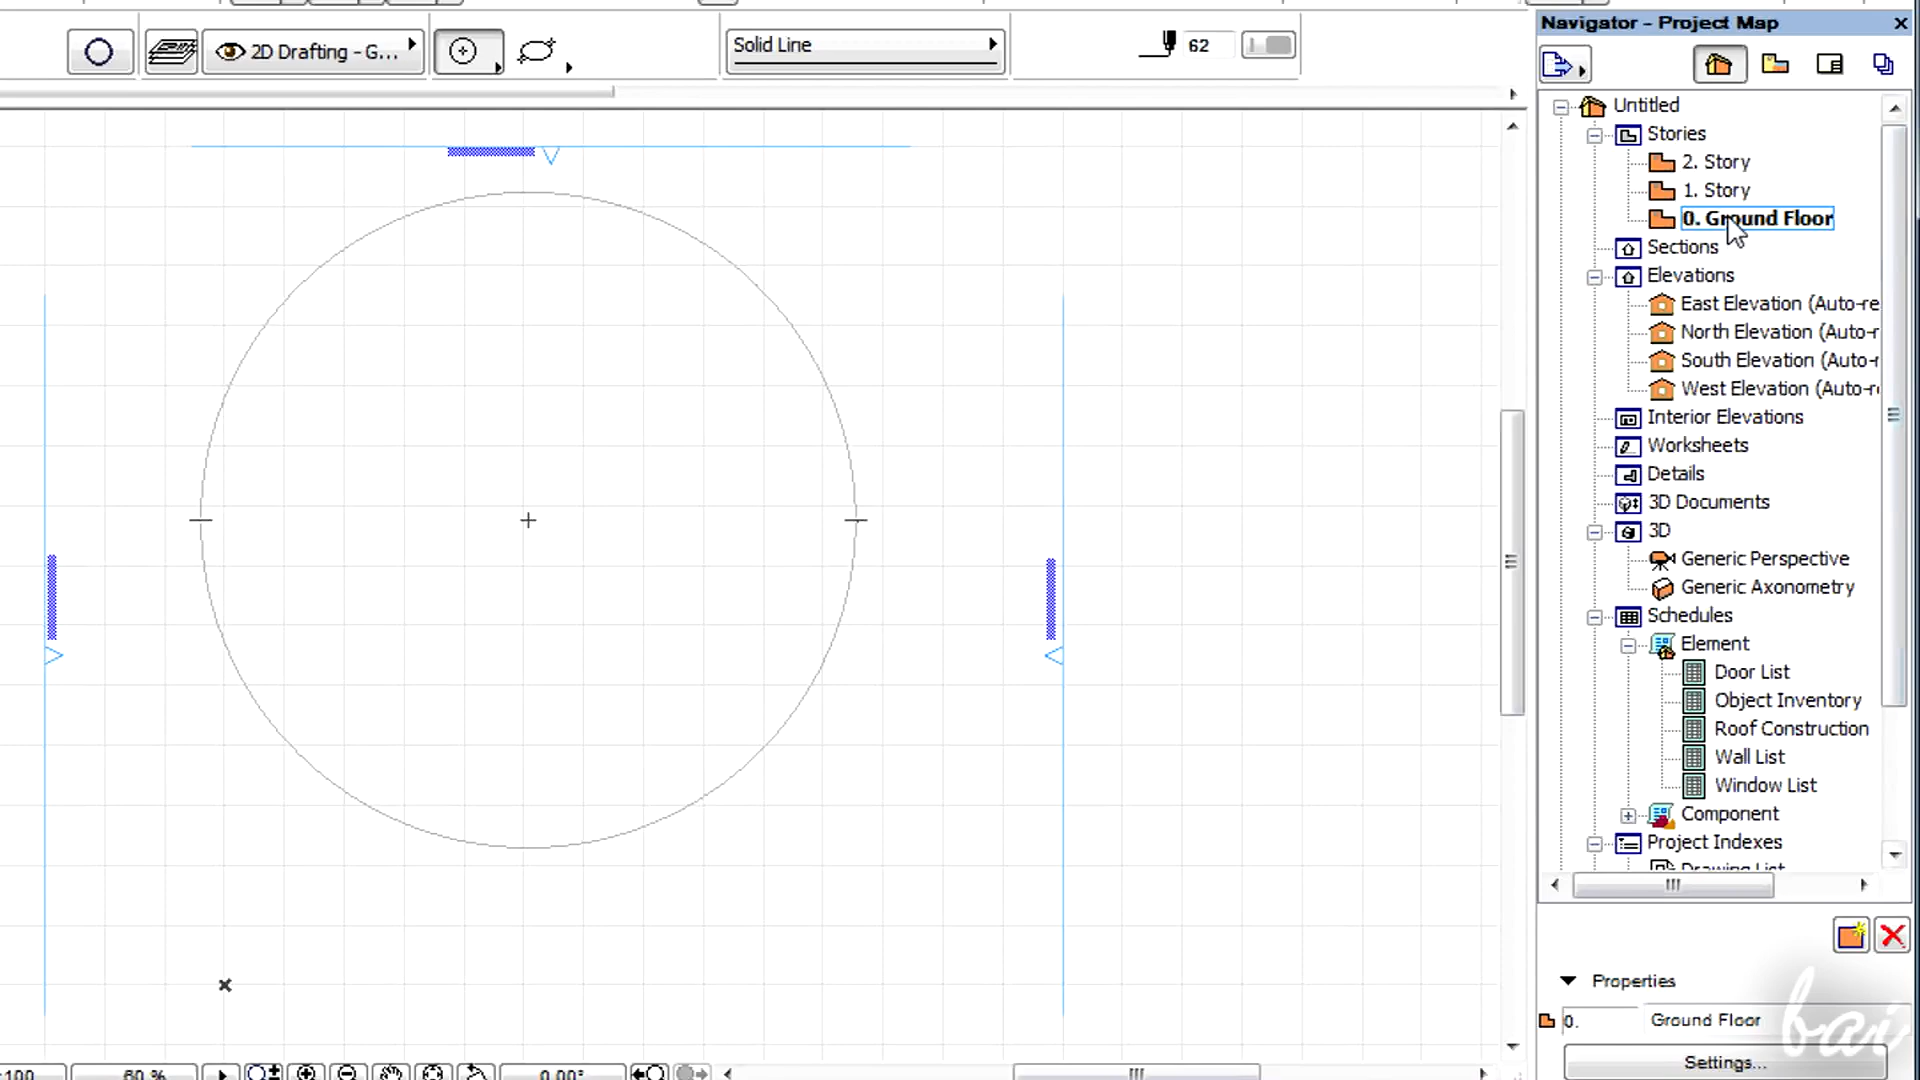 Navigator - Project Map
2D Drafting - G...
Solid Line
62
Untitled
Stories
2. Story
1. Story
0. Ground Floor
Sections
Elevations
East Elevation (Auto-re
North Elevation (Auto-r
South Elevation (Auto-r
West Elevation (Auto-r
Interior Elevations
Worksheets
Details
3D Documents
3D
Generic Perspective
Generic Axonometry
Schedules
Element
Door List
Object Inventory
Roof Construction
Wall List
Window List
Component
Project Indexes
Drawing List
Properties
0. Ground Floor
Settings...
:100
60 %
0.00°
bai